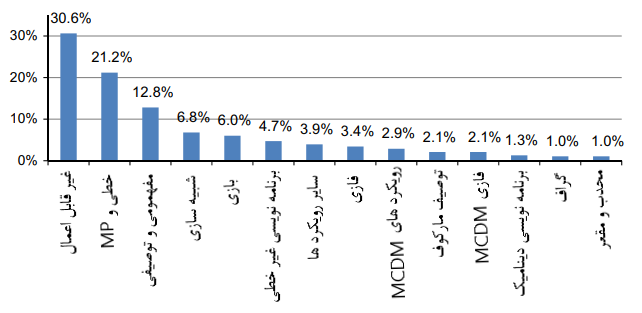 30.6%
21.2%
12.8%
6.8%
6.0%
4.7%
3.9%
3.4%
2.9%
2.1%
2.1%
1.3%
1.0%
1.0%
30%
20%
10%
0%
غیر قابل اعمال
خطی و MP
مفهمومی و توصیفی
شبیه سازی
بازی
برنامه نویسی غیر خطی
سایر رویکرد ها
فازی
رویکرد های MCDM
توصیف مارکوف
فازی MCDM
برنامه نویسی دینامیک
گراف
محدب و مقعر